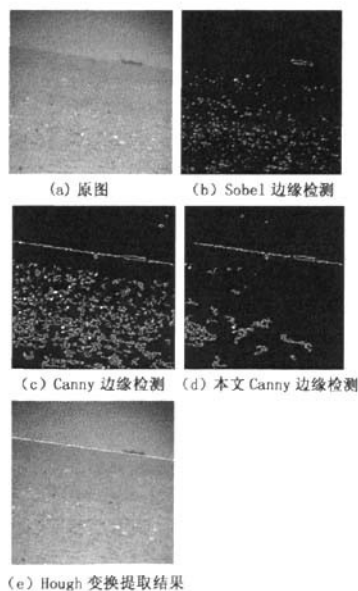 (a) 原图
(b) Sobel 边缘检测
(c) Canny 边缘检测
(d) 本文 Canny 边缘检测
(e) Hough 变换提取结果